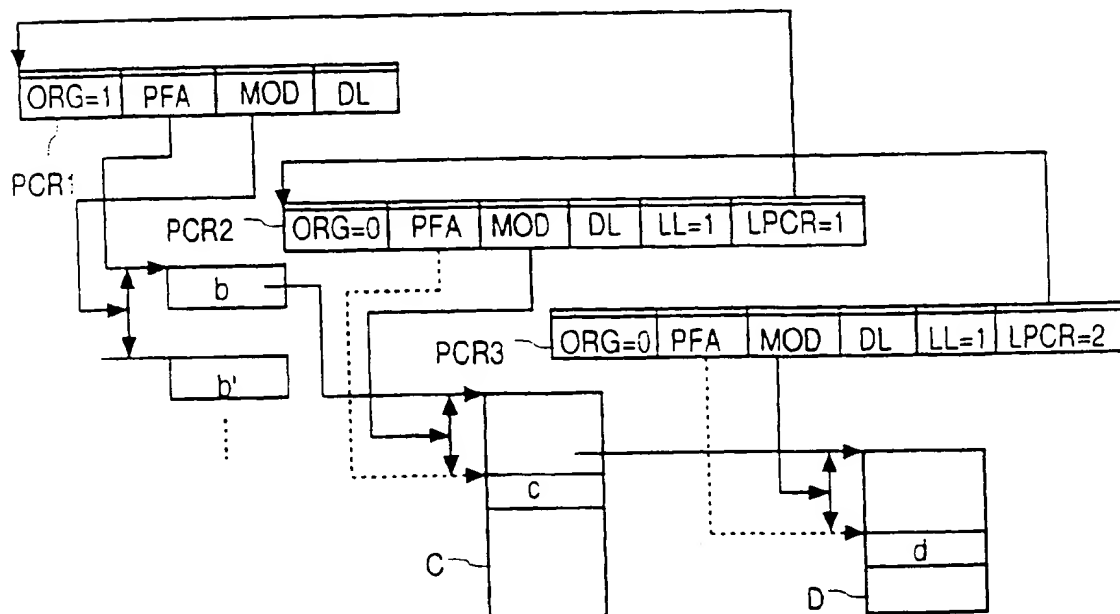 ORG=1 PFA MOD DL
PCR1
PCR2 ORG=0 PFA MOD DL LL=1 LPCR=1
b
PCR3 ORG=0 PFA MOD DL LL=1 LPCR=2
b'
c
d
C
D